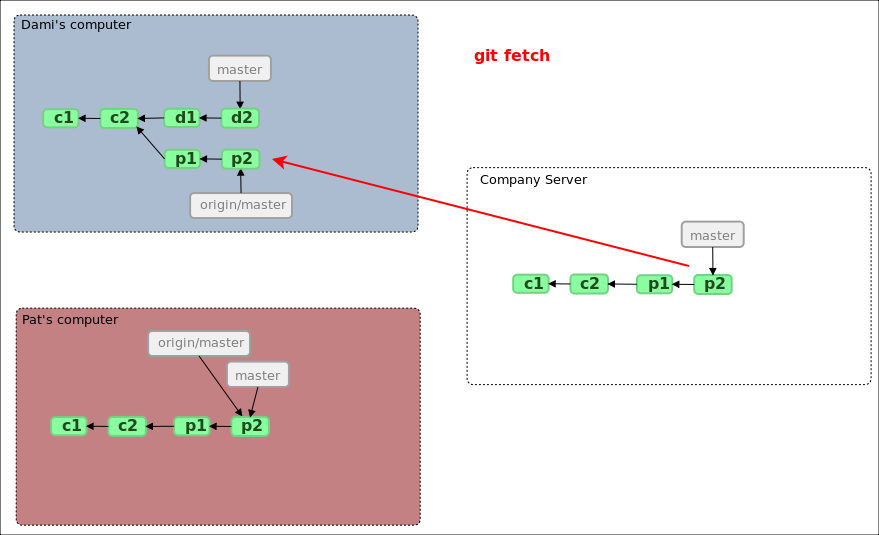 Dami's computer
git fetch
master
c1 c2 d1 d2
p1 p2
origin/master
Company Server
master
c1 c2 p1 p2
Pat's computer
origin/master
master
c1 c2 p1 p2